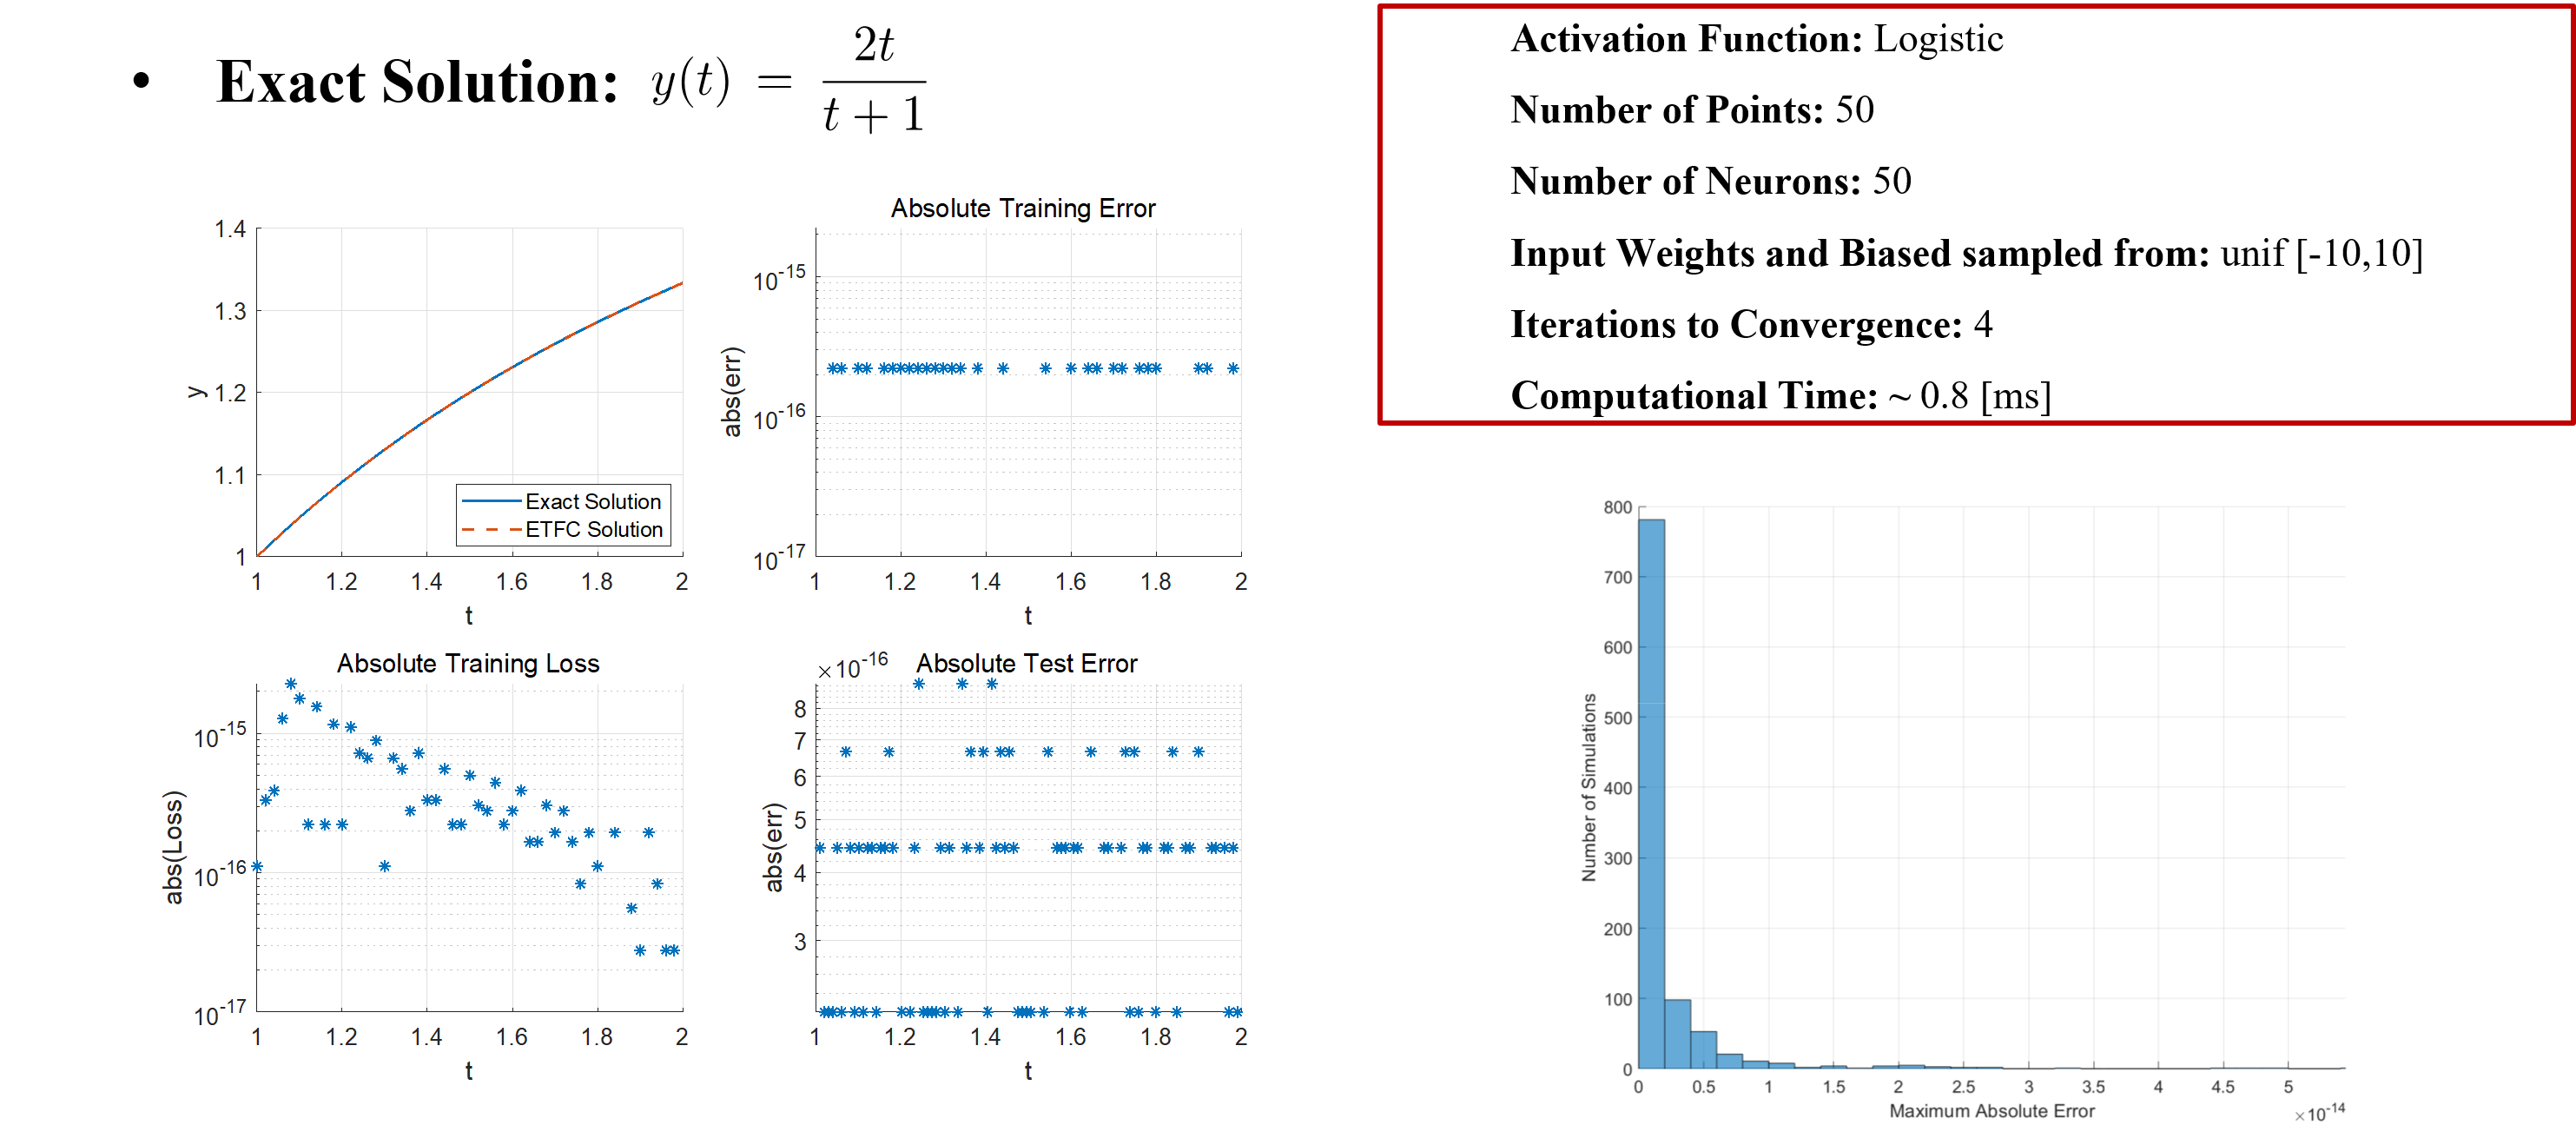 • Exact Solution: y(t) = 2t / (t + 1)
Activation Function: Logistic
Number of Points: 50
Number of Neurons: 50
Input Weights and Biased sampled from: unif [-10,10]
Iterations to Convergence: 4
Computational Time: ~ 0.8 [ms]
1.4
1.3
1.2
1.1
1
y
Exact Solution
ETFC Solution
1 1.2 1.4 1.6 1.8 2
t
Absolute Training Error
10^-15
10^-16
10^-17
abs(err)
1 1.2 1.4 1.6 1.8 2
t
Absolute Training Loss
10^-15
10^-16
10^-17
abs(Loss)
1 1.2 1.4 1.6 1.8 2
t
×10^-16 Absolute Test Error
8
7
6
5
4
3
abs(err)
1 1.2 1.4 1.6 1.8 2
t
800
700
600
500
400
300
200
100
0
Number of Simulations
0 0.5 1 1.5 2 2.5 3 3.5 4 4.5 5
Maximum Absolute Error
×10^-14